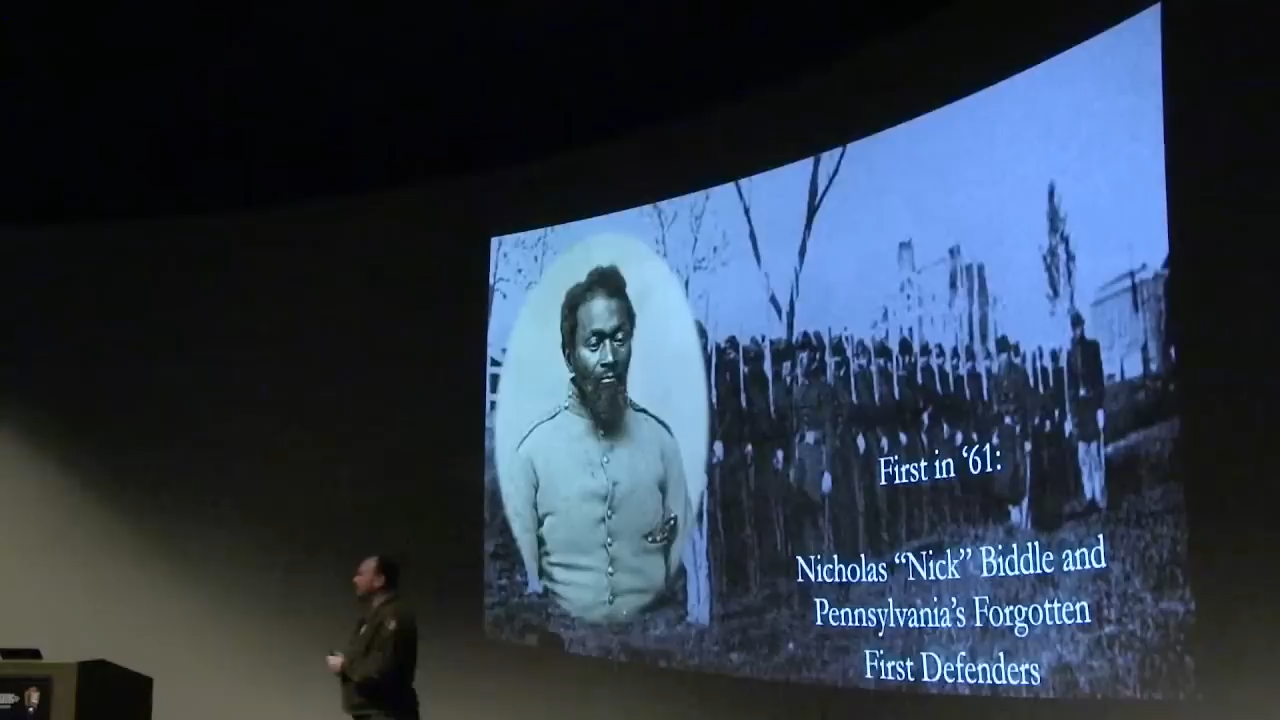 First in ‘61:
Nicholas “Nick” Biddle and
Pennsylvania’s Forgotten
First Defenders